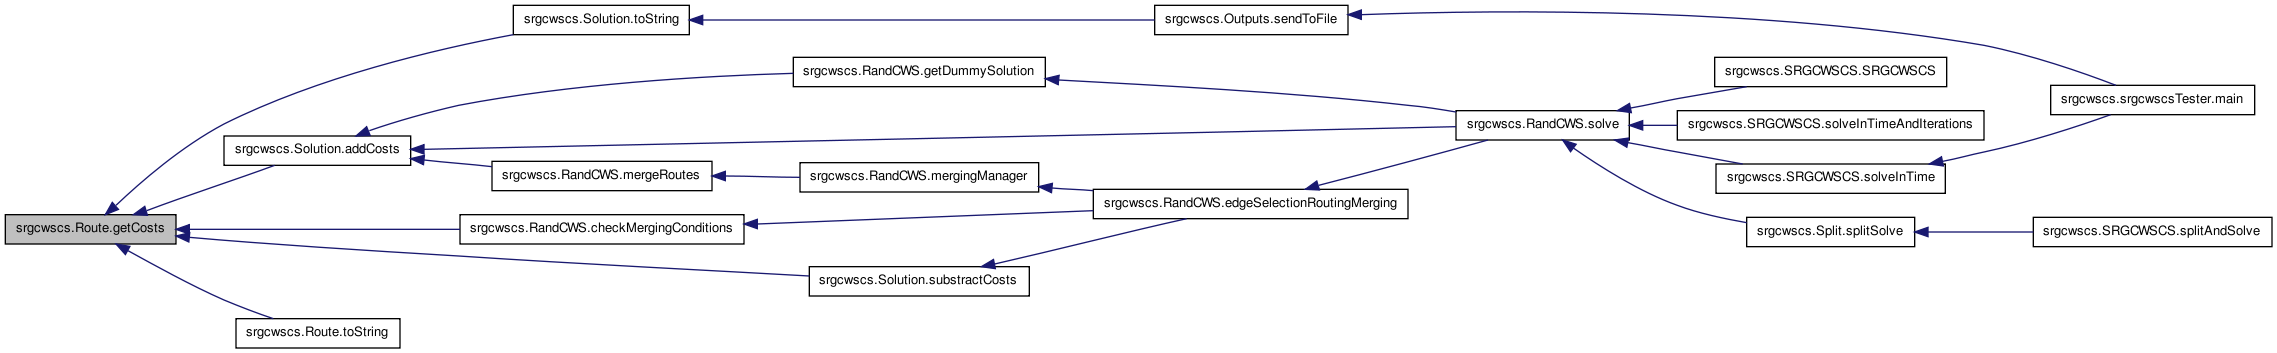 srgcwscs.Solution.toString
srgcwscs.Outputs.sendToFile
srgcwscs.RandCWS.getDummySolution
srgcwscs.SRGCWSCS.SRGCWSCS
srgcwscs.srgcwscsTester.main
srgcwscs.RandCWS.solve
srgcwscs.SRGCWSCS.solveInTimeAndIterations
srgcwscs.Solution.addCosts
srgcwscs.RandCWS.mergeRoutes
srgcwscs.RandCWS.mergingManager
srgcwscs.SRGCWSCS.solveInTime
srgcwscs.RandCWS.edgeSelectionRoutingMerging
srgcwscs.Route.getCosts
srgcwscs.RandCWS.checkMergingConditions
srgcwscs.Split.splitSolve
srgcwscs.SRGCWSCS.splitAndSolve
srgcwscs.Solution.substractCosts
srgcwscs.Route.toString